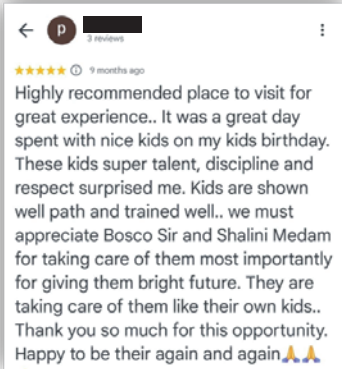 p
3 reviews
9 months ago
Highly recommended place to visit for
great experience.. It was a great day
spent with nice kids on my kids birthday.
These kids super talent, discipline and
respect surprised me. Kids are shown
well path and trained well.. we must
appreciate Bosco Sir and Shalini Medam
for taking care of them most importantly
for giving them bright future. They are
taking care of them like their own kids..
Thank you so much for this opportunity.
Happy to be their again and again🙏🙏